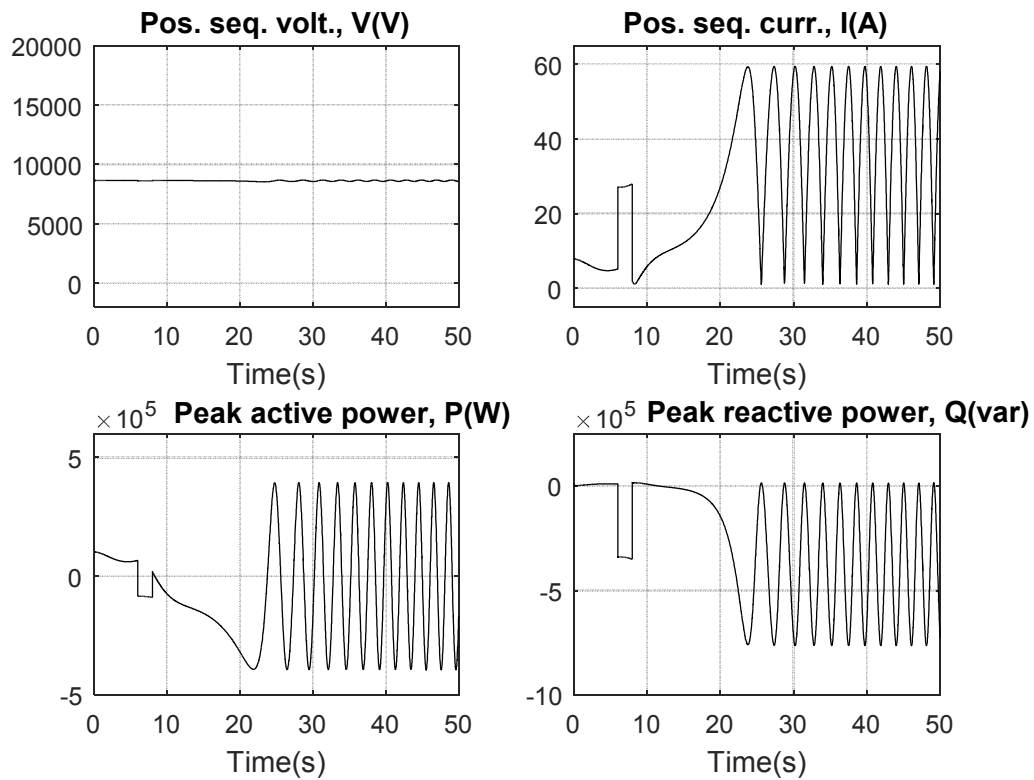 Pos. seq. volt., V(V)
20000
15000
10000
5000
0
0 10 20 30 40 50
Time(s)
Pos. seq. curr., I(A)
60
40
20
0
0 10 20 30 40 50
Time(s)
× 10^5 Peak active power, P(W)
5
0
-5
0 10 20 30 40 50
Time(s)
× 10^5 Peak reactive power, Q(var)
0
-5
-10
0 10 20 30 40 50
Time(s)